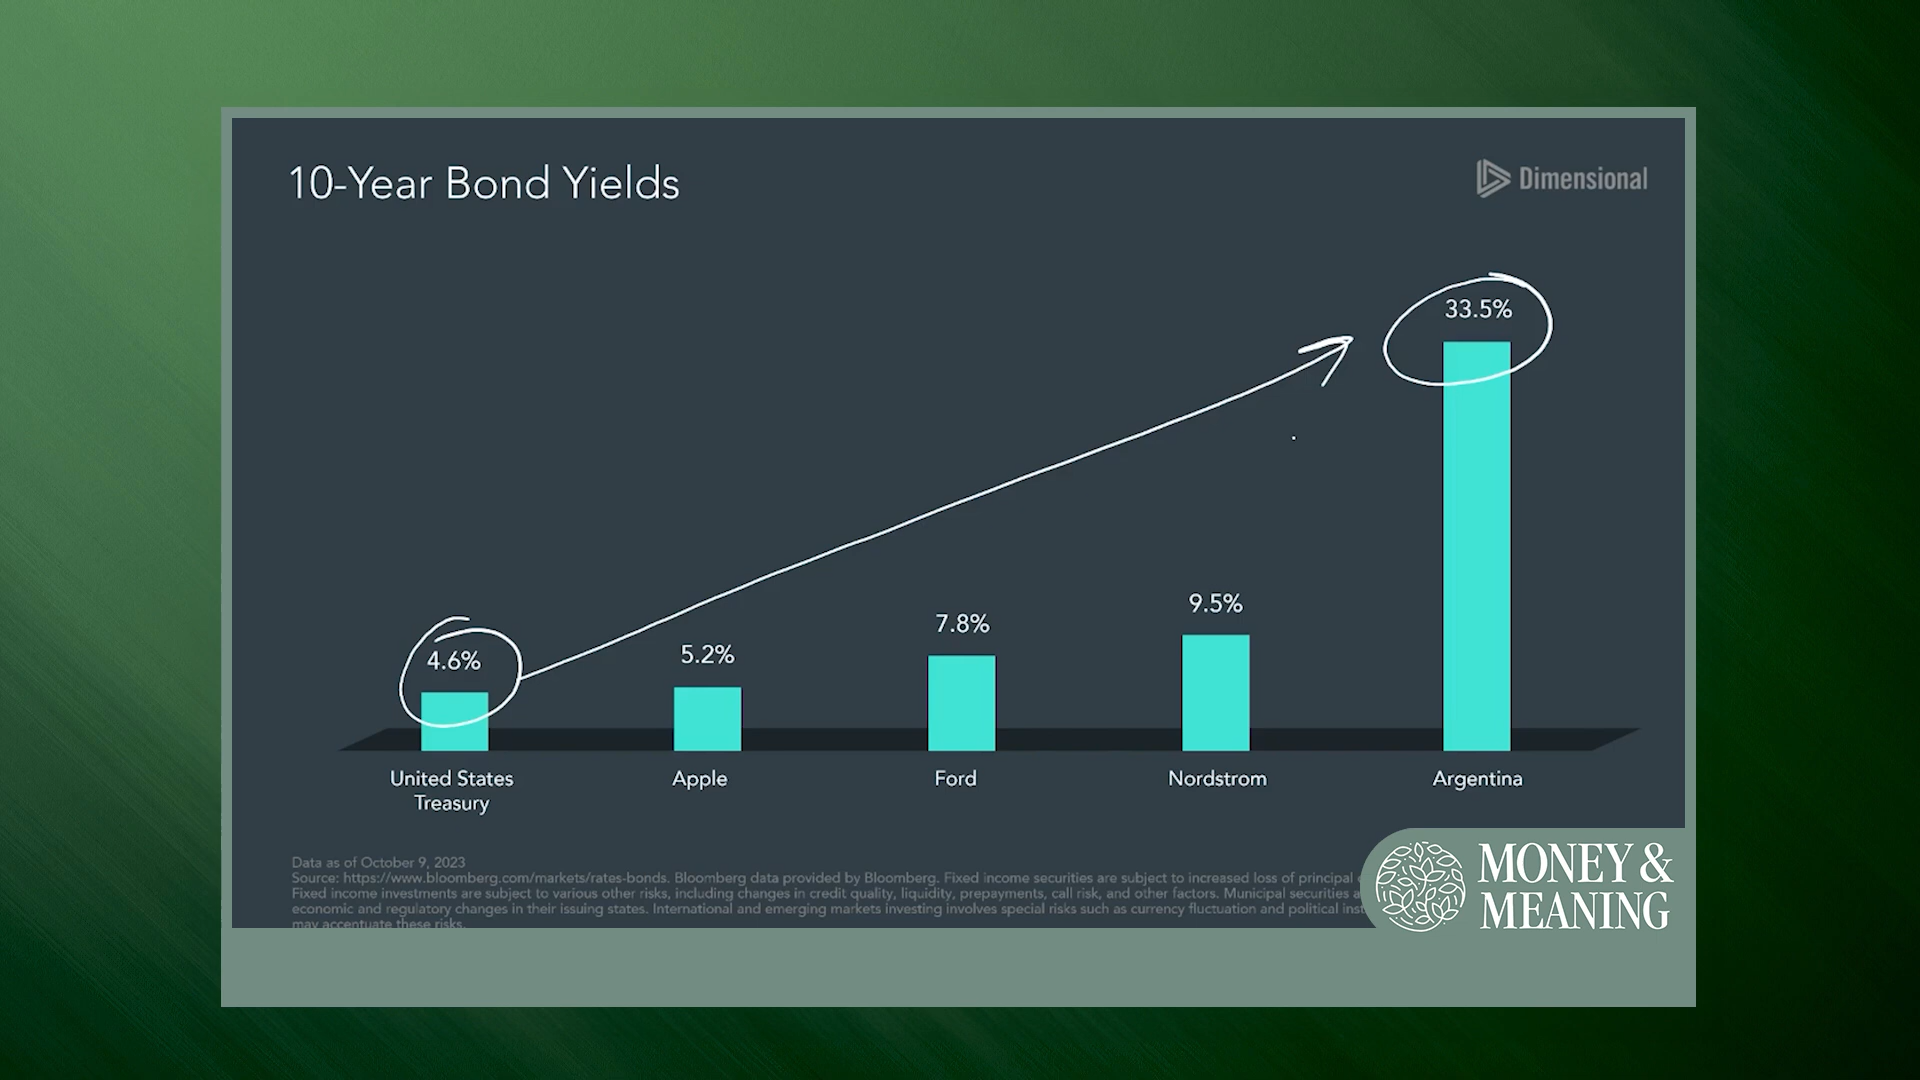 10-Year Bond Yields
Dimensional
33.5%
9.5%
7.8%
5.2%
4.6%
United States
Treasury
Apple
Ford
Nordstrom
Argentina
Data as of October 9, 2023
Source: https://www.bloomberg.com/markets/rates-bonds. Bloomberg data provided by Bloomberg. Fixed income securities are subject to increased loss of principal
Fixed income investments are subject to various other risks, including changes in credit quality, liquidity, prepayments, call risk, and other factors. Municipal securities
economic and regulatory changes in their issuing states. International and emerging markets investing involves special risks such as currency fluctuation and political
may accentuate these risks.
MONEY &
MEANING